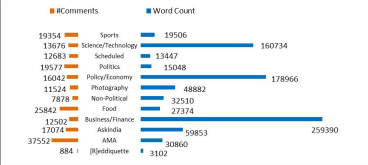 #Comments Word Count
19354 Sports 19506
13676 Science/Technology 160734
12683 Scheduled 13447
19577 Politics 15048
16042 Policy/Economy 178966
11524 Photography 48882
7878 Non-Political 32510
25842 Food 27374
12502 Business/Finance 259390
17074 AskIndia 59853
37552 AMA 30860
884 [R]eddiquette 3102